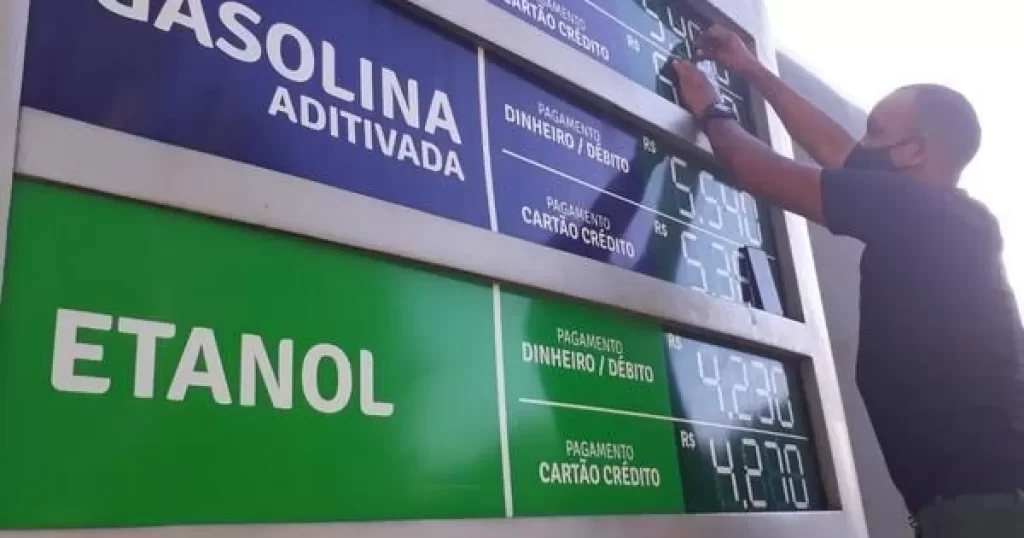 GASOLINA
ADITIVADA
PAGAMENTO
CARTÃO CRÉDITO
R$
PAGAMENTO
DINHEIRO / DÉBITO
R$ 5.590
PAGAMENTO
CARTÃO CRÉDITO
R$
ETANOL
PAGAMENTO
DINHEIRO / DÉBITO
R$ 4.230
PAGAMENTO
CARTÃO CRÉDITO
R$ 4.270